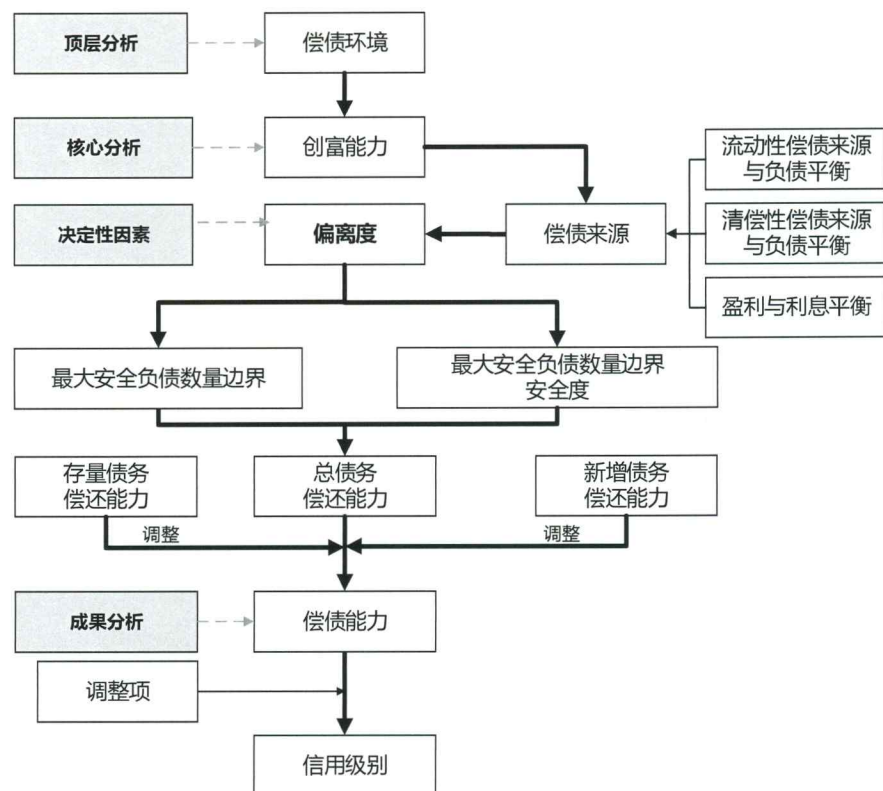 顶层分析
偿债环境
核心分析
创富能力
流动性偿债来源
与负债平衡
决定性因素
偏离度
偿债来源
清偿性偿债来源
与负债平衡
盈利与利息平衡
最大安全负债数量边界
最大安全负债数量边界
安全度
存量债务
偿还能力
总债务
偿还能力
新增债务
偿还能力
调整
调整
成果分析
偿债能力
调整项
信用级别